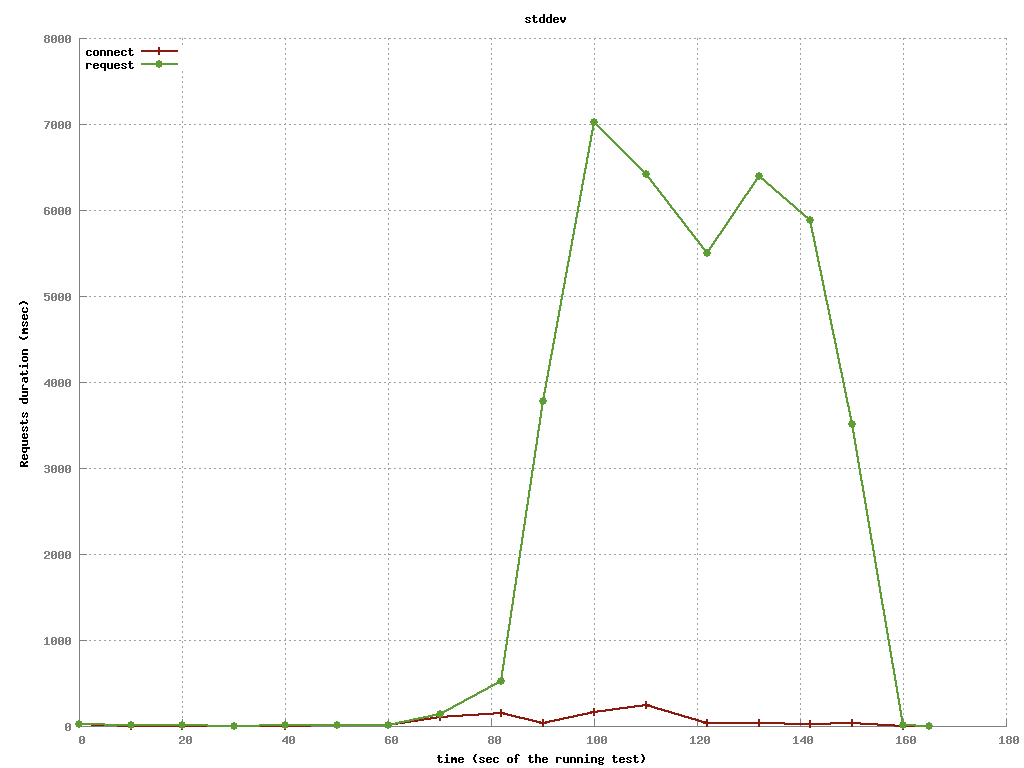 stddev
connect
request
8000
7000
6000
5000
4000
3000
2000
1000
0
Requests duration (msec)
0 20 40 60 80 100 120 140 160 180
time (sec of the running test)